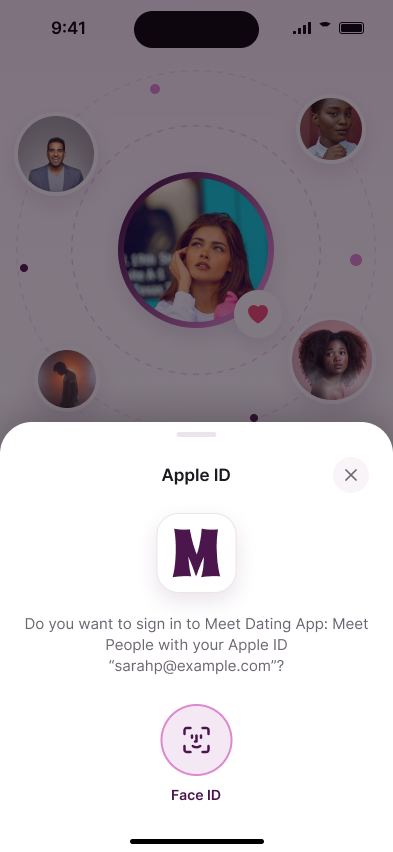 9:41
Apple ID
M
Do you want to sign in to Meet Dating App: Meet
People with your Apple ID
“sarahp@example.com”?
Face ID